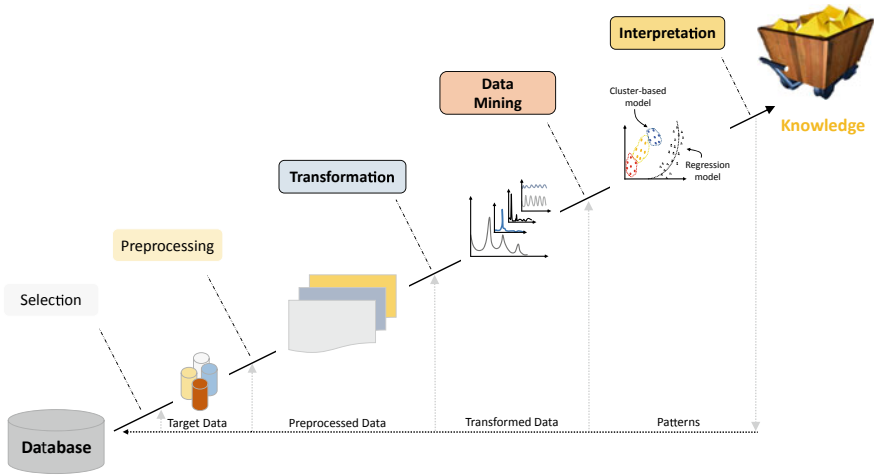 Interpretation
Knowledge
Data
Mining
Cluster-based
model
Regression
model
Transformation
Preprocessing
Selection
Target Data
Preprocessed Data
Transformed Data
Patterns
Database